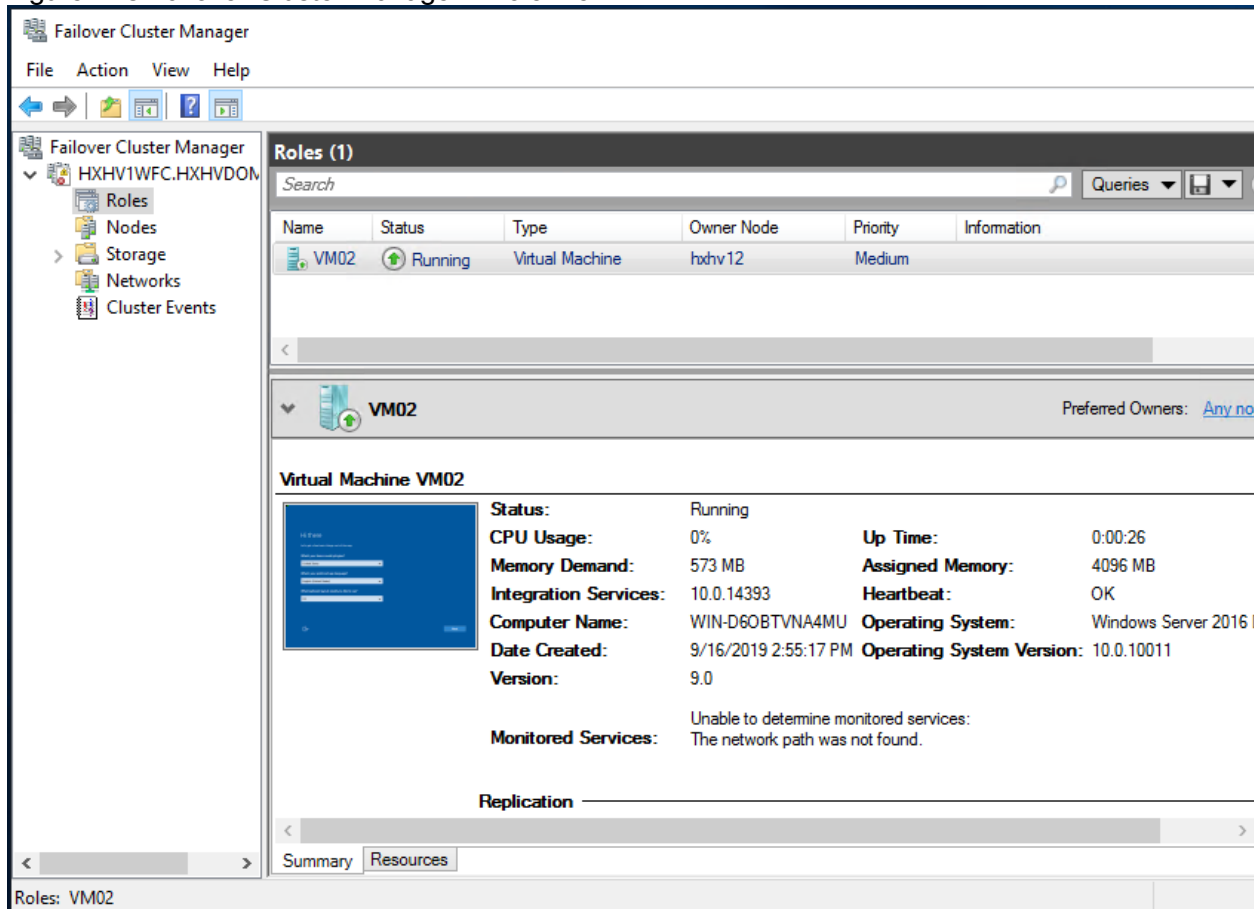 Failover Cluster Manager
File Action View Help
Failover Cluster Manager
HXHV1WFC.HXHVDOM
Roles
Nodes
Storage
Networks
Cluster Events
Roles (1)
Search
Queries
Name Status Type Owner Node Priority Information
VM02 Running Virtual Machine hxhv12 Medium
VM02 Preferred Owners: Any no
Virtual Machine VM02
Status: Running
CPU Usage: 0% Up Time: 0:00:26
Memory Demand: 573 MB Assigned Memory: 4096 MB
Integration Services: 10.0.14393 Heartbeat: OK
Computer Name: WIN-D6OBTVNA4MU Operating System: Windows Server 2016
Date Created: 9/16/2019 2:55:17 PM Operating System Version: 10.0.10011
Version: 9.0
Monitored Services: Unable to determine monitored services:
The network path was not found.
Replication
Summary Resources
Roles: VM02